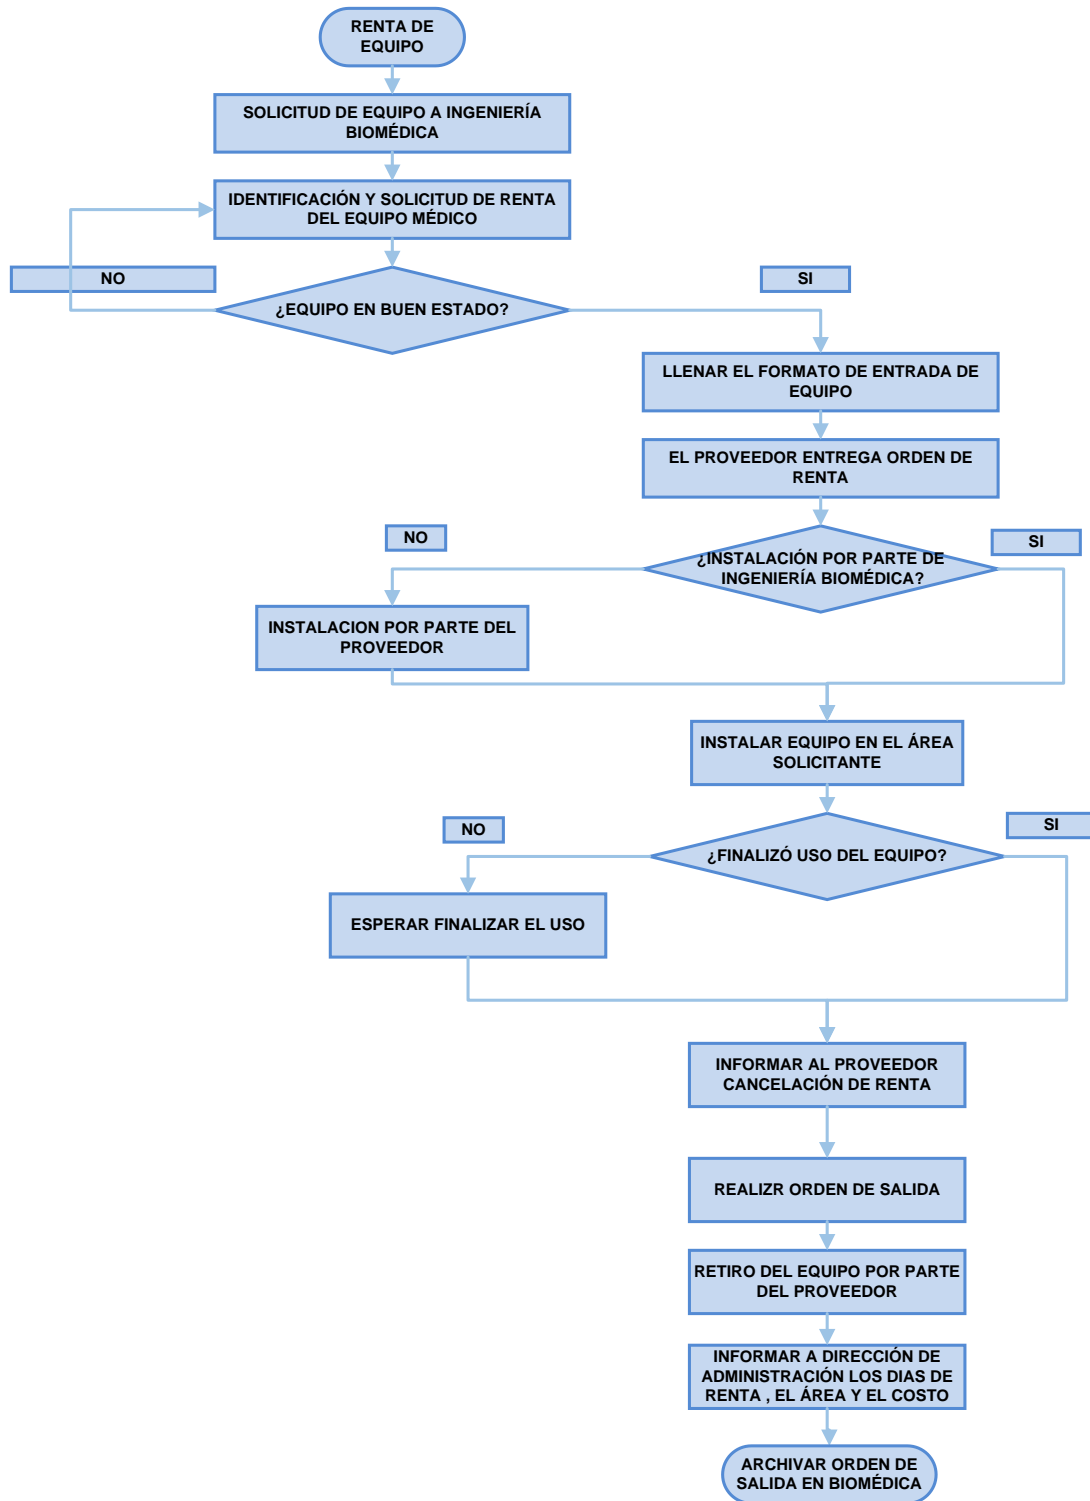 RENTA DE
EQUIPO
SOLICITUD DE EQUIPO A INGENIERÍA
BIOMÉDICA
IDENTIFICACIÓN Y SOLICITUD DE RENTA
DEL EQUIPO MÉDICO
NO
SI
¿EQUIPO EN BUEN ESTADO?
LLENAR EL FORMATO DE ENTRADA DE
EQUIPO
EL PROVEEDOR ENTREGA ORDEN DE
RENTA
NO
SI
¿INSTALACIÓN POR PARTE DE
INGENIERÍA BIOMÉDICA?
INSTALACION POR PARTE DEL
PROVEEDOR
INSTALAR EQUIPO EN EL ÁREA
SOLICITANTE
NO
SI
¿FINALIZÓ USO DEL EQUIPO?
ESPERAR FINALIZAR EL USO
INFORMAR AL PROVEEDOR
CANCELACIÓN DE RENTA
REALIZR ORDEN DE SALIDA
RETIRO DEL EQUIPO POR PARTE
DEL PROVEEDOR
INFORMAR A DIRECCIÓN DE
ADMINISTRACIÓN LOS DIAS DE
RENTA , EL ÁREA Y EL COSTO
ARCHIVAR ORDEN DE
SALIDA EN BIOMÉDICA